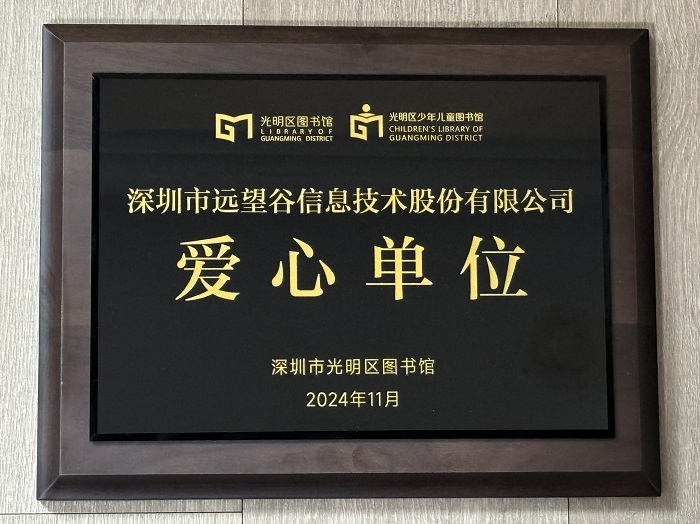 光明区图书馆
LIBRARY OF
GUANGMING DISTRICT
光明区少年儿童图书馆
CHILDREN'S LIBRARY OF
GUANGMING DISTRICT
深圳市远望谷信息技术股份有限公司
爱心单位
深圳市光明区图书馆
2024年11月